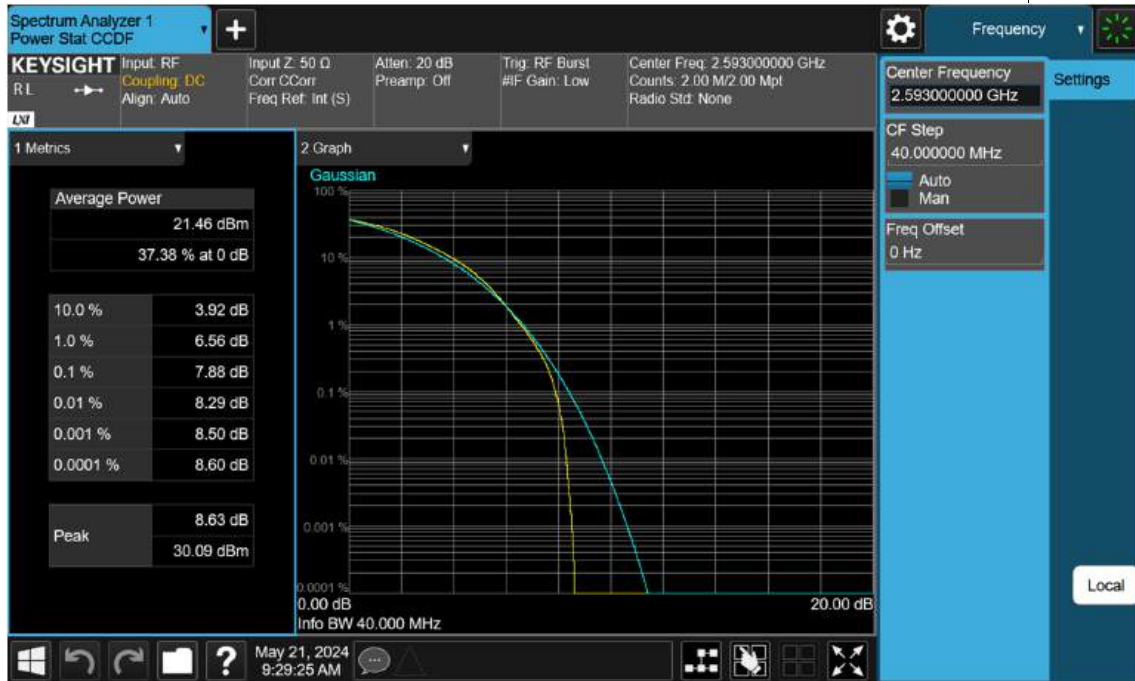 Spectrum Analyzer 1
Power Stat CCDF
+
Frequency
KEYSIGHT
RL
LXI
Input: RF
Coupling: DC
Align: Auto
Input Z: 50 Ω
Corr CCorr
Freq Ref: Int (S)
Atten: 20 dB
Preamp: Off
Trig: RF Burst
#IF Gain: Low
Center Freq: 2.593000000 GHz
Counts: 2.00 M/2.00 Mpt
Radio Std: None
Center Frequency
2.593000000 GHz
Settings
CF Step
40.000000 MHz
Auto
Man
Freq Offset
0 Hz
1 Metrics
Average Power
21.46 dBm
37.38 % at 0 dB
10.0 % 3.92 dB
1.0 % 6.56 dB
0.1 % 7.88 dB
0.01 % 8.29 dB
0.001 % 8.50 dB
0.0001 % 8.60 dB
Peak 8.63 dB
30.09 dBm
2 Graph
Gaussian
100 %
10 %
1 %
0.1 %
0.01 %
0.001 %
0.0001 %
0.00 dB 20.00 dB
Info BW 40.000 MHz
Local
?
May 21, 2024
9:29:25 AM